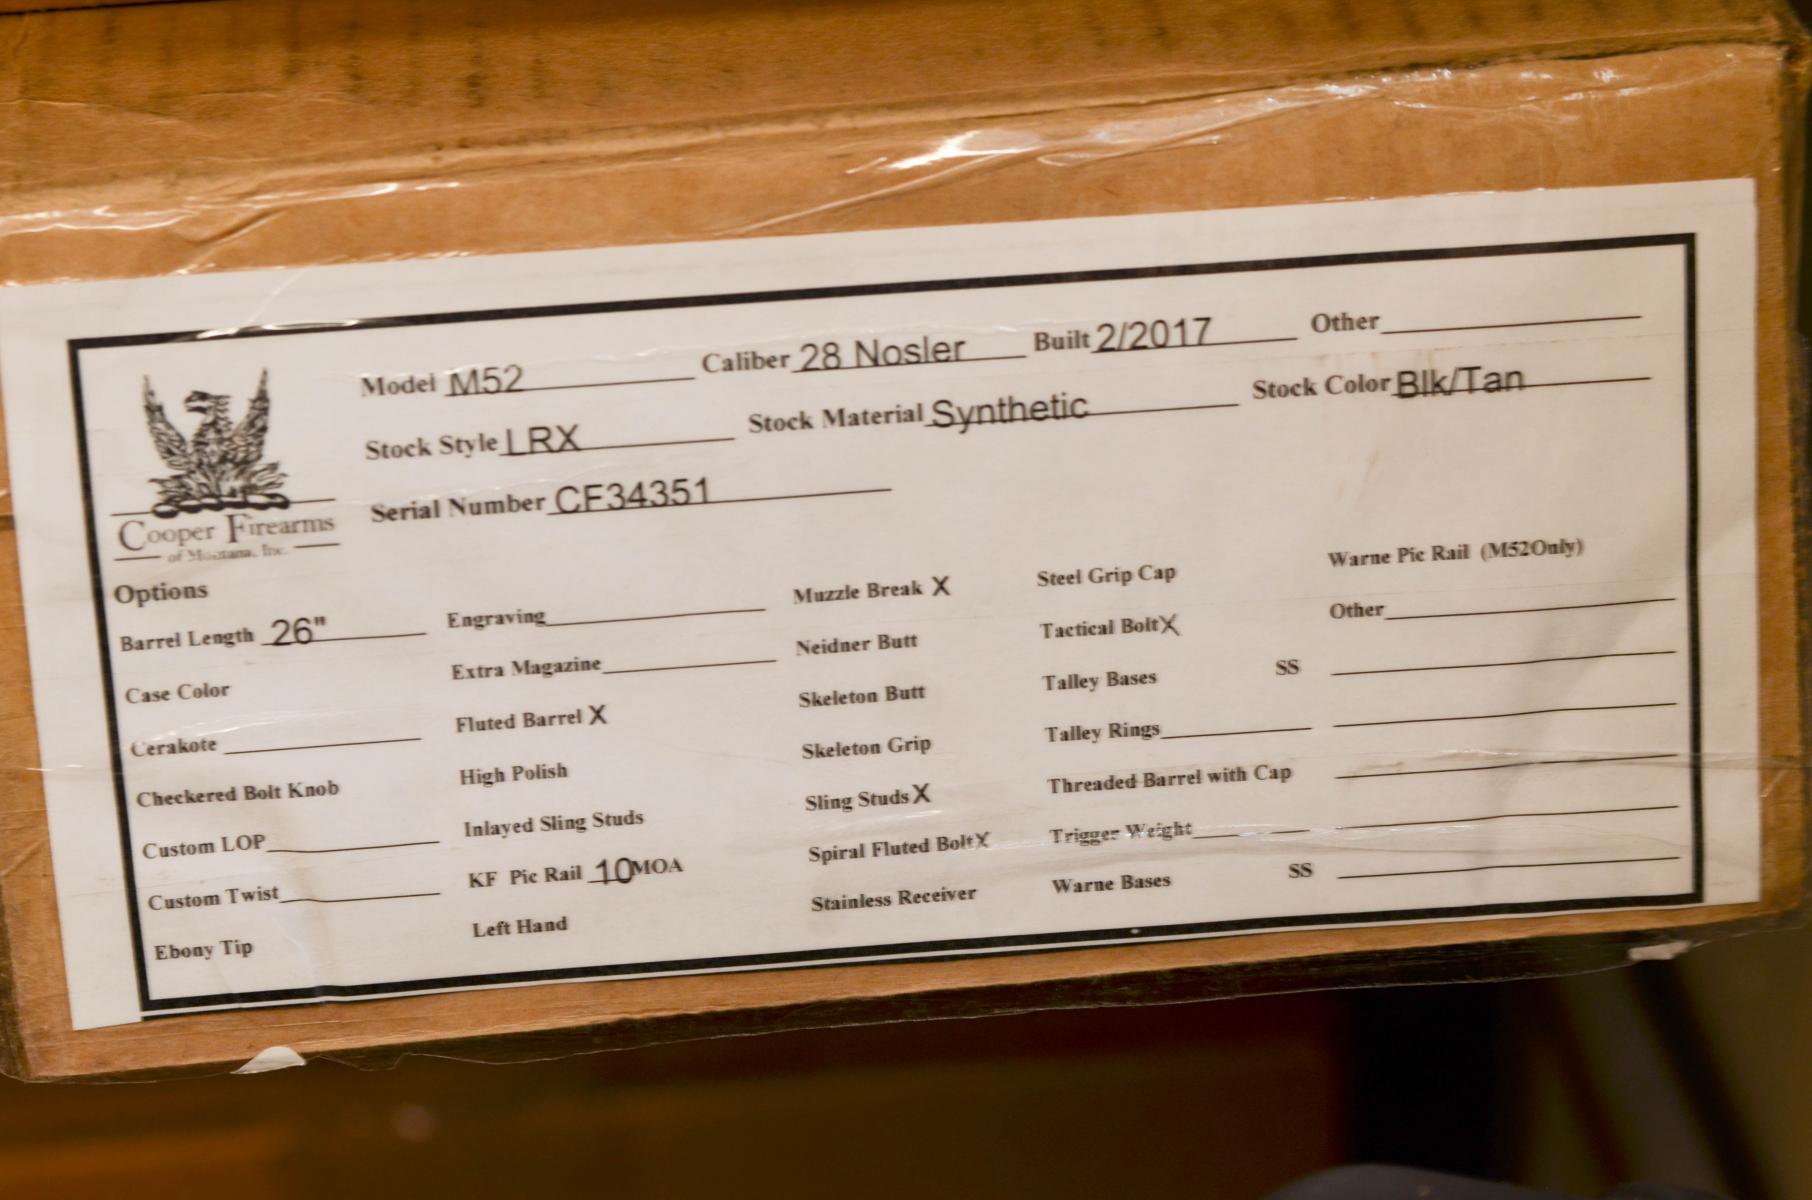 Model M52 Caliber 28 Nosler Built 2/2017 Other
Stock Style LRX Stock Material Synthetic Stock Color Blk/Tan
Serial Number CF34351
Cooper Firearms
of Montana, Inc.
Options
Barrel Length 26"
Case Color
Cerakote
Checkered Bolt Knob
Custom LOP
Custom Twist
Ebony Tip
Engraving
Extra Magazine
Fluted Barrel X
High Polish
Inlayed Sling Studs
KF Pic Rail 10MOA
Left Hand
Muzzle Break X
Neidner Butt
Skeleton Butt
Skeleton Grip
Sling Studs X
Spiral Fluted Bolt X
Stainless Receiver
Steel Grip Cap
Tactical Bolt X
Talley Bases SS
Talley Rings
Threaded Barrel with Cap
Trigger Weight
Warne Bases SS
Warne Pic Rail (M52Only)
Other